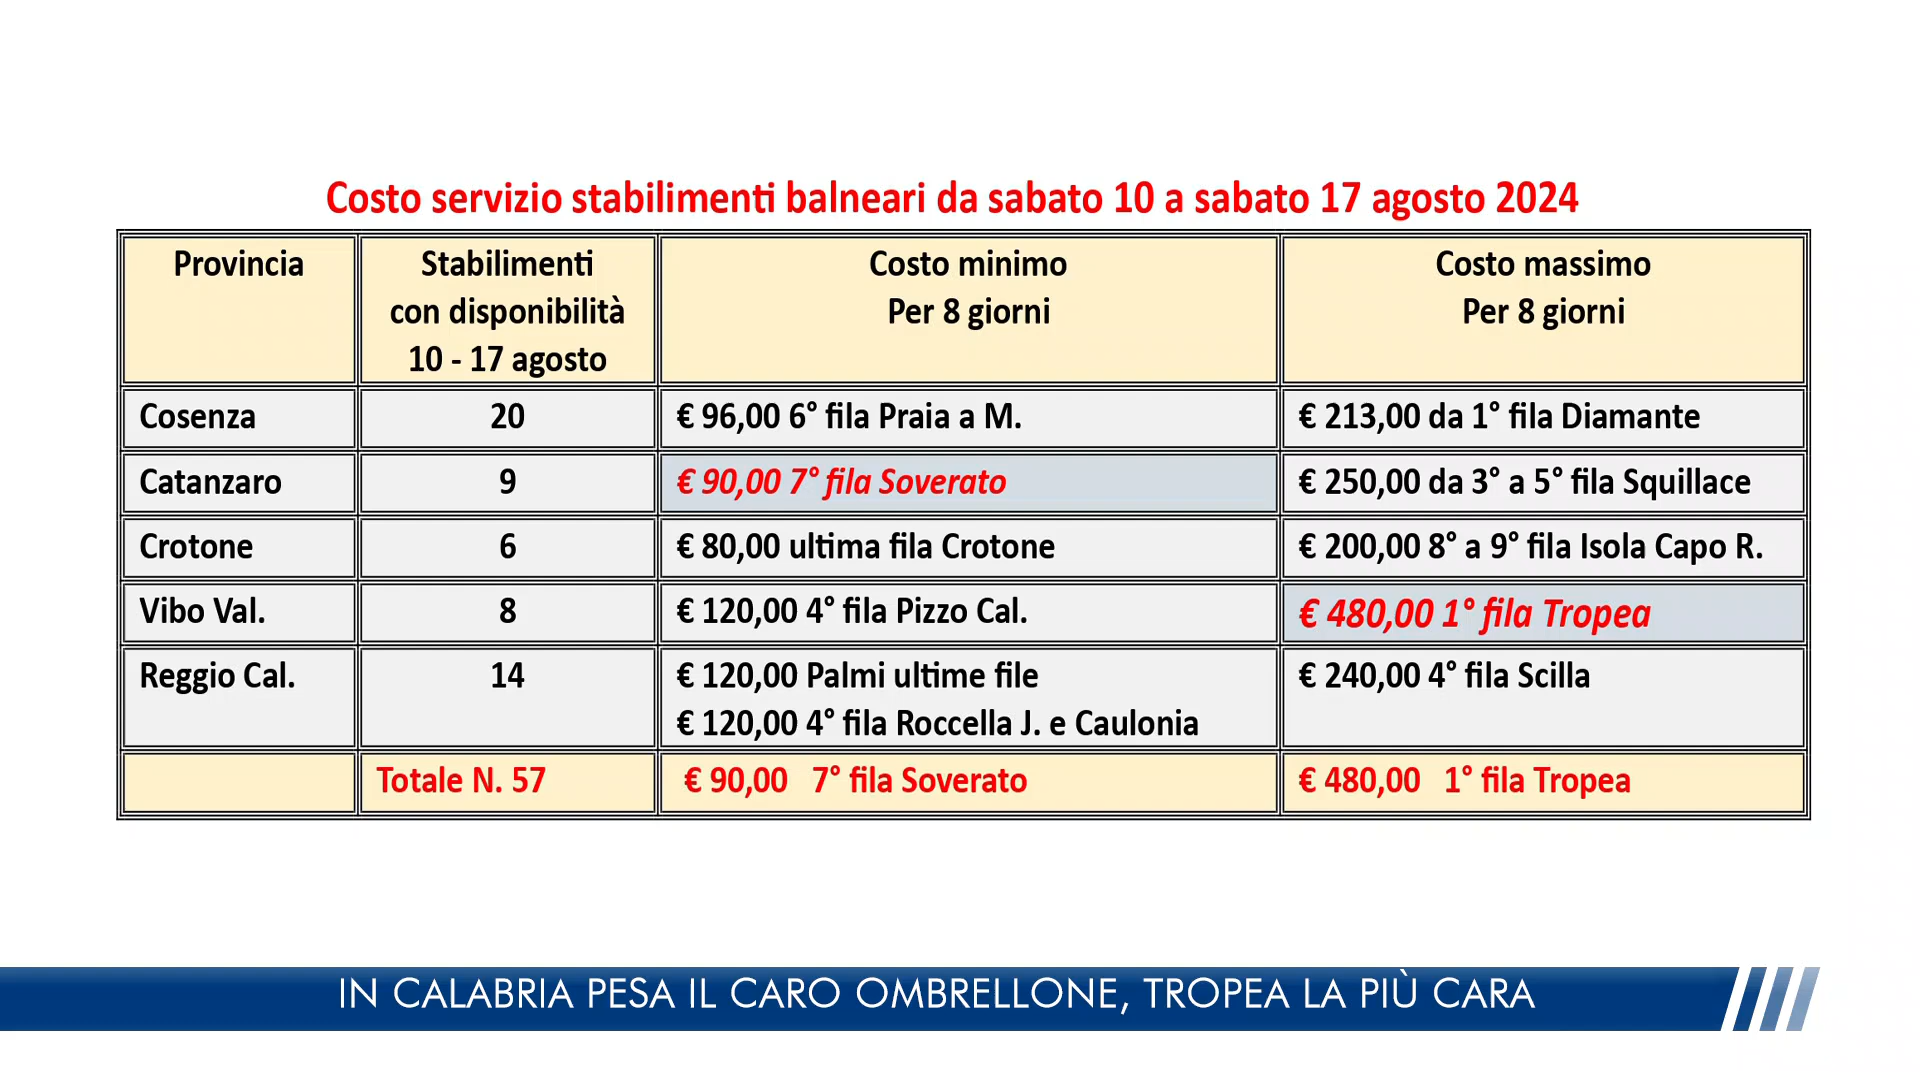 Costo servizio stabilimenti balneari da sabato 10 a sabato 17 agosto 2024
Provincia
Stabilimenti
con disponibilità
10 - 17 agosto
Costo minimo
Per 8 giorni
Costo massimo
Per 8 giorni
Cosenza
20
€ 96,00 6° fila Praia a M.
€ 213,00 da 1° fila Diamante
Catanzaro
9
€ 90,00 7° fila Soverato
€ 250,00 da 3° a 5° fila Squillace
Crotone
6
€ 80,00 ultima fila Crotone
€ 200,00 8° a 9° fila Isola Capo R.
Vibo Val.
8
€ 120,00 4° fila Pizzo Cal.
€ 480,00 1° fila Tropea
Reggio Cal.
14
€ 120,00 Palmi ultime file
€ 120,00 4° fila Roccella J. e Caulonia
€ 240,00 4° fila Scilla
Totale N. 57
€ 90,00 7° fila Soverato
€ 480,00 1° fila Tropea
IN CALABRIA PESA IL CARO OMBRELLONE, TROPEA LA PIÙ CARA